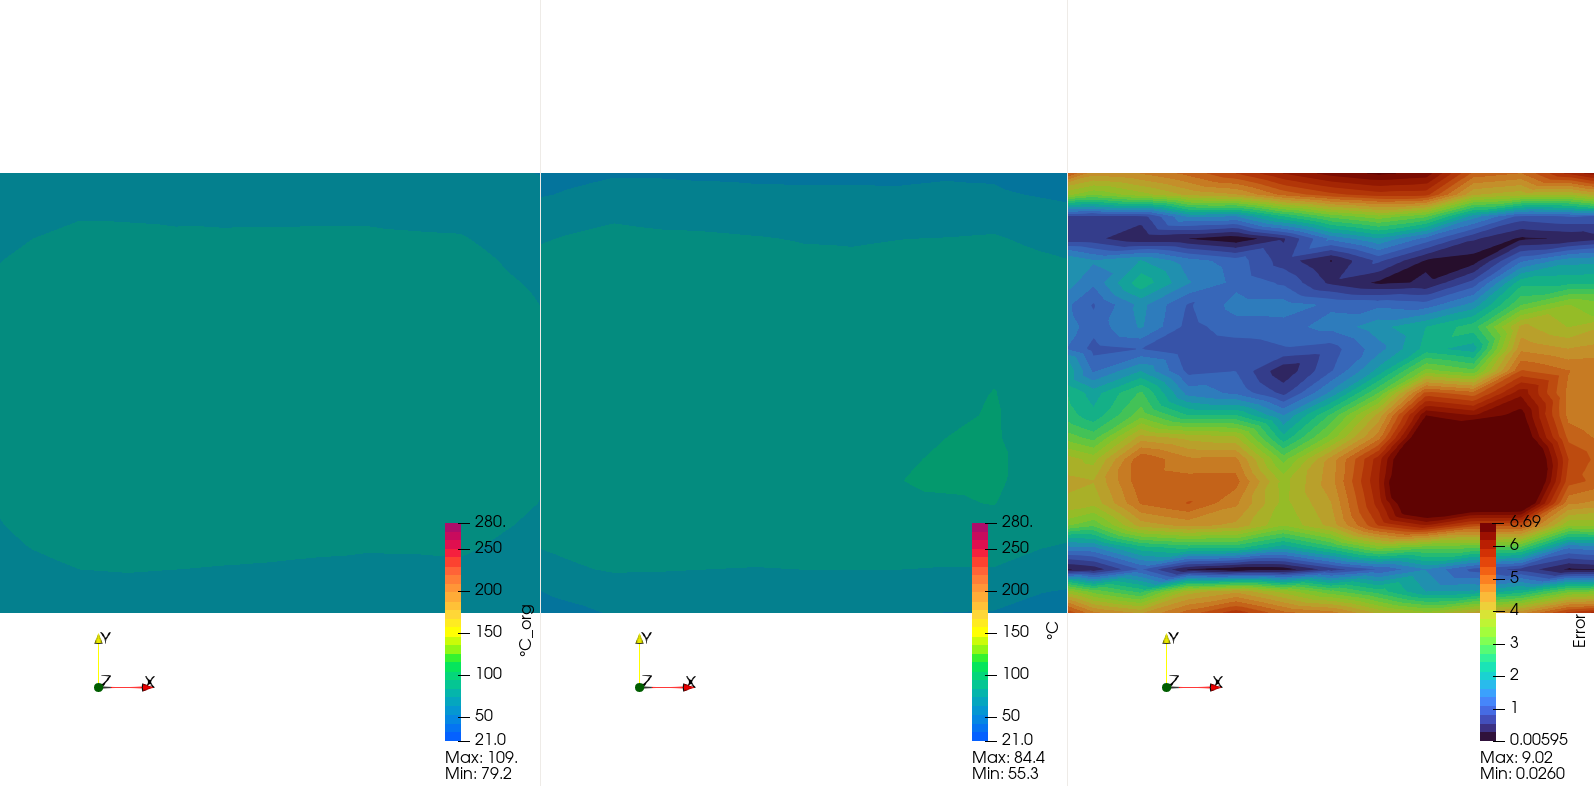 280.
250
200
150
100
50
21.0
°C_org
Max: 109.
Min: 79.2
Y
Z
X
280.
250
200
150
100
50
21.0
°C
Max: 84.4
Min: 55.3
Y
Z
X
6.69
6
5
4
3
2
1
0.00595
Error
Max: 9.02
Min: 0.0260
Y
Z
X